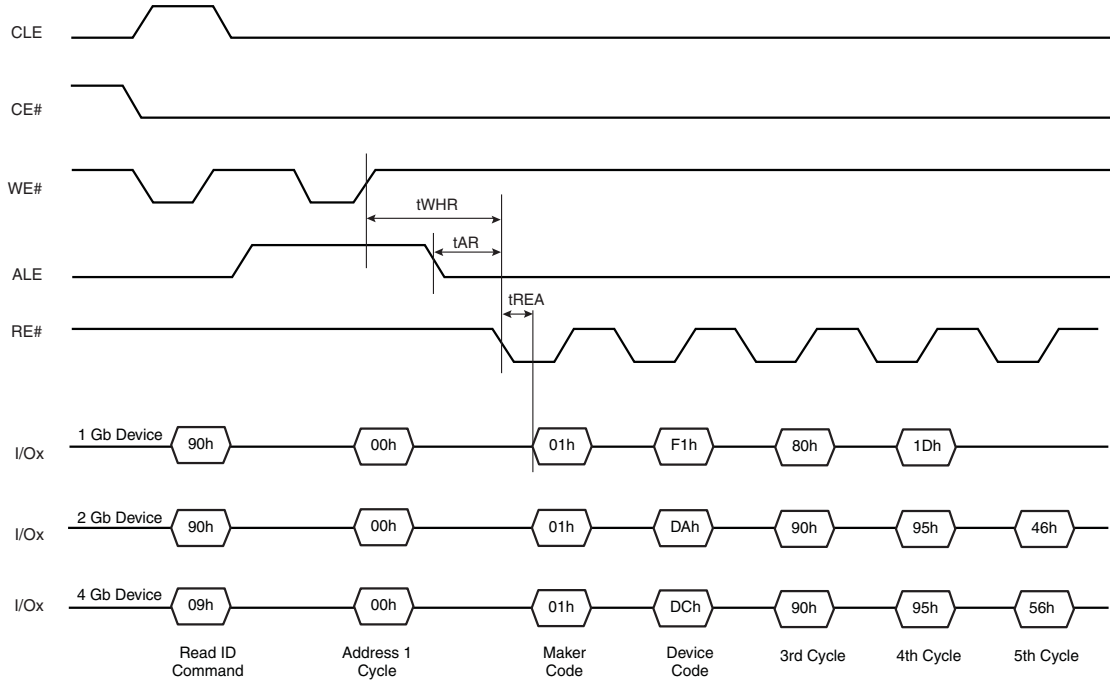 CLE
CE#
WE#
tWHR
tAR
ALE
tREA
RE#
I/Ox 1 Gb Device 90h 00h 01h F1h 80h 1Dh
I/Ox 2 Gb Device 90h 00h 01h DAh 90h 95h 46h
I/Ox 4 Gb Device 09h 00h 01h DCh 90h 95h 56h
Read ID Command
Address 1 Cycle
Maker Code
Device Code
3rd Cycle
4th Cycle
5th Cycle